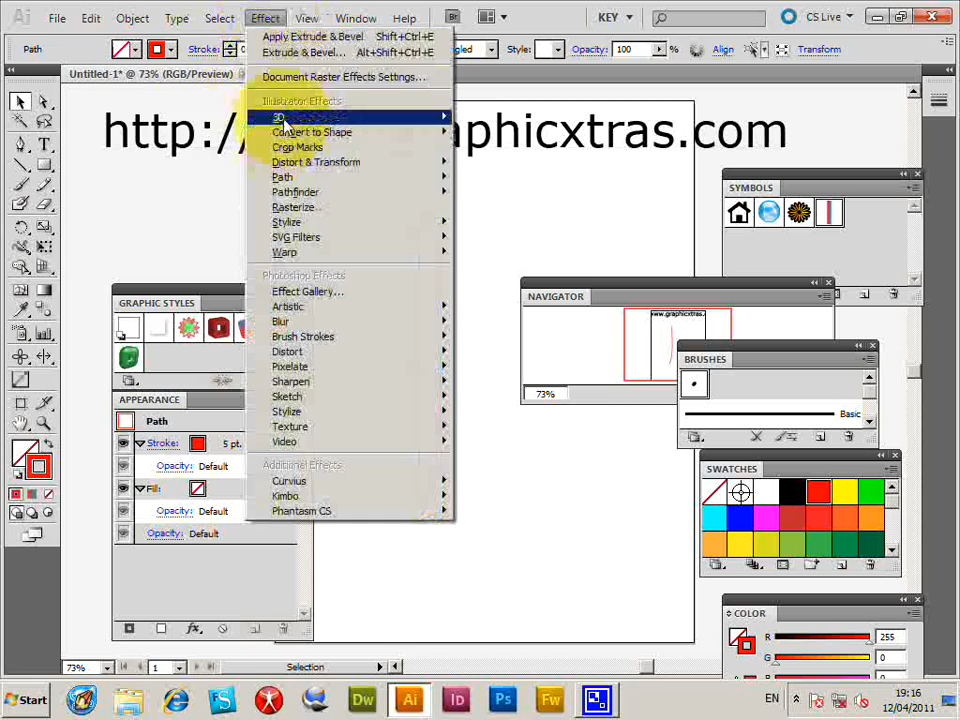 Ai File Edit Object Type Select Effect View Window Help Br KEY CS Live
Path Stroke: Style: Opacity: 100 % Align Transform
Untitled-1* @ 73% (RGB/Preview)
Apply Extrude & Bevel Shift+Ctrl+E
Extrude & Bevel... Alt+Shift+Ctrl+E
Document Raster Effects Settings...
Illustrator Effects
3D
Convert to Shape
Crop Marks
Distort & Transform
Path
Pathfinder
Rasterize...
Stylize
SVG Filters
Warp
Photoshop Effects
Effect Gallery...
Artistic
Blur
Brush Strokes
Distort
Pixelate
Sharpen
Sketch
Stylize
Texture
Video
Additional Effects
Curvius
Kimbo
Phantasm CS
http:/
aphicxtras.com
SYMBOLS
GRAPHIC STYLES
NAVIGATOR
www.graphicxtras.
73%
BRUSHES
Basic
APPEARANCE
Path
Stroke: 5 pt.
Opacity: Default
Fill:
Opacity: Default
Opacity: Default
fx
SWATCHES
COLOR
R 255
G 0
73% 1 Selection
Start Dw Ai Id Ps Fw EN 19:16
12/04/2011